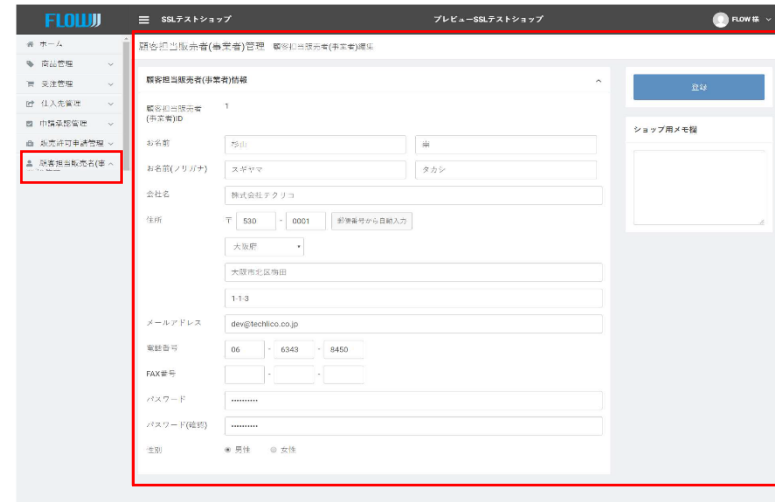 FLOW
SSLテストショップ
プレビューSSLテストショップ
FLOW 様
ホーム
商品管理
受注管理
仕入先管理
申請承認管理
販売許可申請管理
顧客担当販売者(事
顧客担当販売者(事業者)管理 顧客担当販売者(事業者)編集
顧客担当販売者(事業者)情報
顧客担当販売者
(事業者)ID
1
お名前
杉山
お名前(フリガナ)
スギヤマ
タカシ
会社名
株式会社テクリコ
住所
〒 530 - 0001 郵便番号から自動入力
大阪府
大阪市北区梅田
1-1-3
メールアドレス
dev@techlico.co.jp
電話番号
06 - 6343 - 8450
FAX番号
- -
パスワード
••••••••••
パスワード(確認)
••••••••••
性別
男性 女性
登録
ショップ用メモ欄